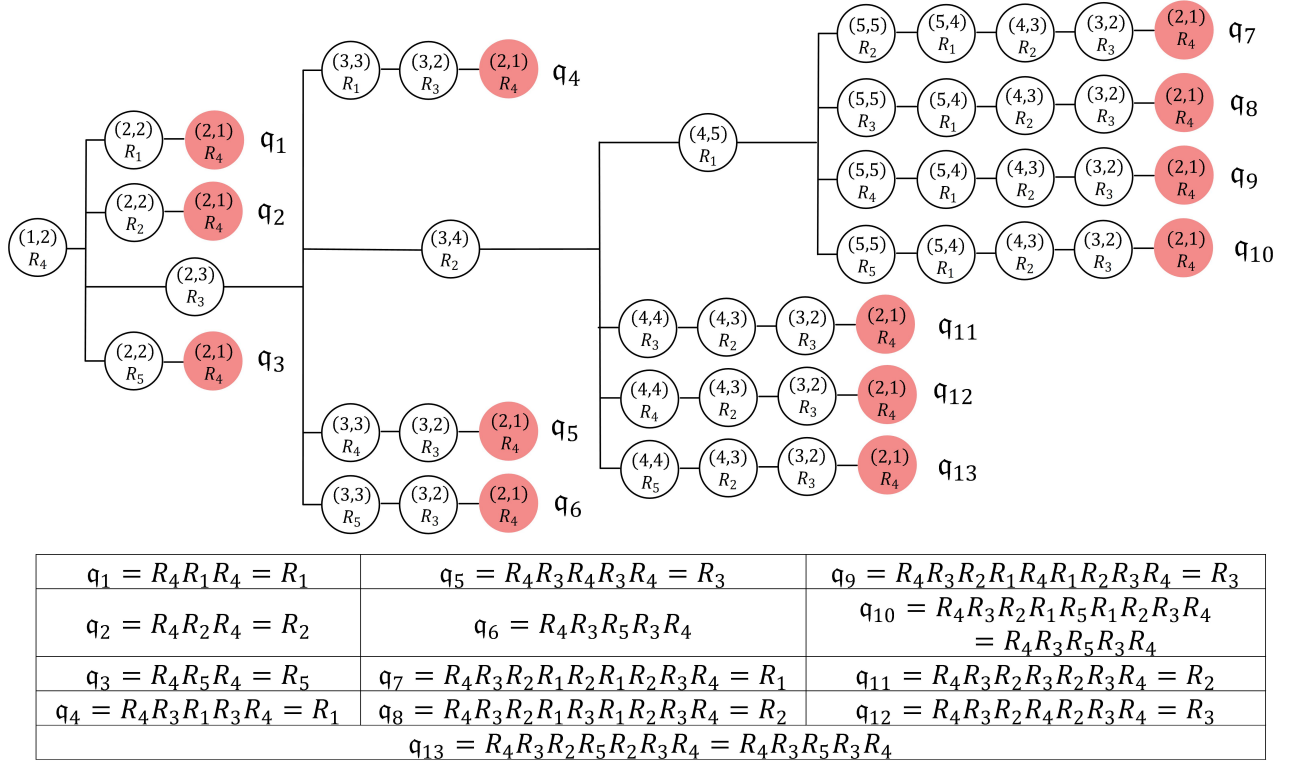 (1,2)
R₄
(2,2)
R₁
(2,1)
R₄
𝔮₁
(2,2)
R₂
(2,1)
R₄
𝔮₂
(2,3)
R₃
(2,2)
R₅
(2,1)
R₄
𝔮₃
(3,3)
R₁
(3,2)
R₃
(2,1)
R₄
𝔮₄
(3,4)
R₂
(3,3)
R₄
(3,2)
R₃
(2,1)
R₄
𝔮₅
(3,3)
R₅
(3,2)
R₃
(2,1)
R₄
𝔮₆
(4,5)
R₁
(5,5)
R₂
(5,4)
R₁
(4,3)
R₂
(3,2)
R₃
(2,1)
R₄
𝔮₇
(5,5)
R₃
(5,4)
R₁
(4,3)
R₂
(3,2)
R₃
(2,1)
R₄
𝔮₈
(5,5)
R₄
(5,4)
R₁
(4,3)
R₂
(3,2)
R₃
(2,1)
R₄
𝔮₉
(5,5)
R₅
(5,4)
R₁
(4,3)
R₂
(3,2)
R₃
(2,1)
R₄
𝔮₁₀
(4,4)
R₃
(4,3)
R₂
(3,2)
R₃
(2,1)
R₄
𝔮₁₁
(4,4)
R₄
(4,3)
R₂
(3,2)
R₃
(2,1)
R₄
𝔮₁₂
(4,4)
R₅
(4,3)
R₂
(3,2)
R₃
(2,1)
R₄
𝔮₁₃
𝔮₁ = R₄R₁R₄ = R₁
𝔮₅ = R₄R₃R₄R₃R₄ = R₃
𝔮₉ = R₄R₃R₂R₁R₄R₁R₂R₃R₄ = R₃
𝔮₂ = R₄R₂R₄ = R₂
𝔮₆ = R₄R₃R₅R₃R₄
𝔮₁₀ = R₄R₃R₂R₁R₅R₁R₂R₃R₄
= R₄R₃R₅R₃R₄
𝔮₃ = R₄R₅R₄ = R₅
𝔮₇ = R₄R₃R₂R₁R₂R₁R₂R₃R₄ = R₁
𝔮₁₁ = R₄R₃R₂R₃R₂R₃R₄ = R₂
𝔮₄ = R₄R₃R₁R₃R₄ = R₁
𝔮₈ = R₄R₃R₂R₁R₃R₁R₂R₃R₄ = R₂
𝔮₁₂ = R₄R₃R₂R₄R₂R₃R₄ = R₃
𝔮₁₃ = R₄R₃R₂R₅R₂R₃R₄ = R₄R₃R₅R₃R₄